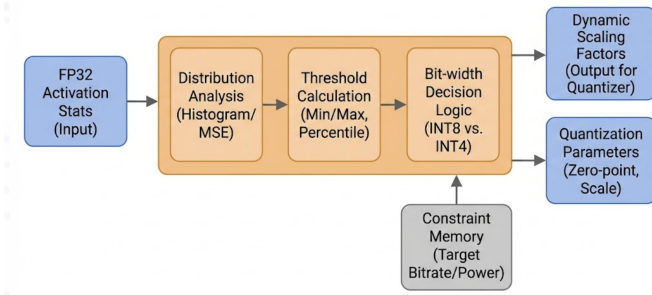 FP32
Activation
Stats
(Input)
Distribution
Analysis
(Histogram/
MSE)
Threshold
Calculation
(Min/Max,
Percentile)
Bit-width
Decision
Logic
(INT8 vs.
INT4)
Dynamic
Scaling
Factors
(Output for
Quantizer)
Quantization
Parameters
(Zero-point,
Scale)
Constraint
Memory
(Target
Bitrate/Power)